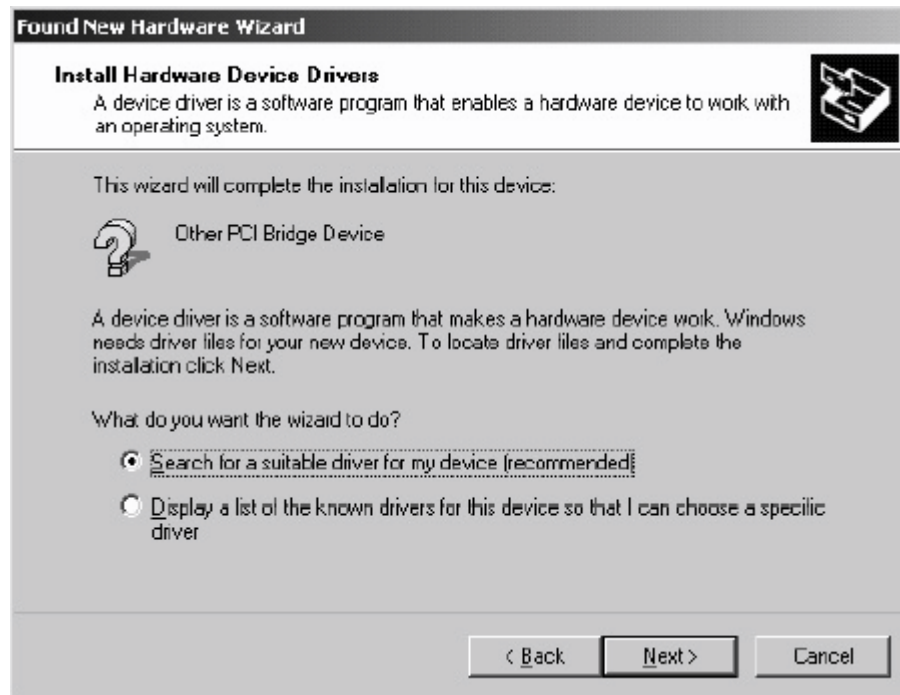 Found New Hardware Wizard
Install Hardware Device Drivers
A device driver is a software program that enables a hardware device to work with
an operating system.
This wizard will complete the installation for this device:
Other PCI Bridge Device
A device driver is a software program that makes a hardware device work. Windows
needs driver files for your new device. To locate driver files and complete the
installation click Next.
What do you want the wizard to do?
Search for a suitable driver for my device (recommended)
Display a list of the known drivers for this device so that I can choose a specific
driver
< Back Next > Cancel